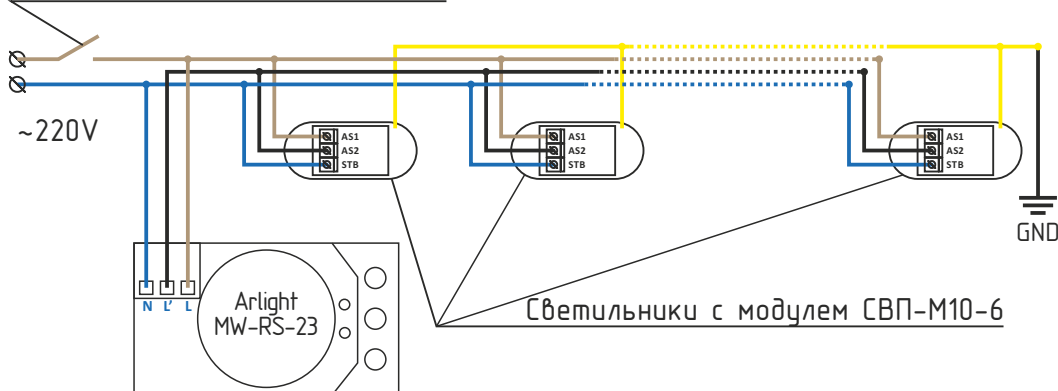 ~220V
AS1
AS2
STB
AS1
AS2
STB
AS1
AS2
STB
GND
N L' L
Arlight
MW-RS-23
Светильники с модулем СВП-М10-6